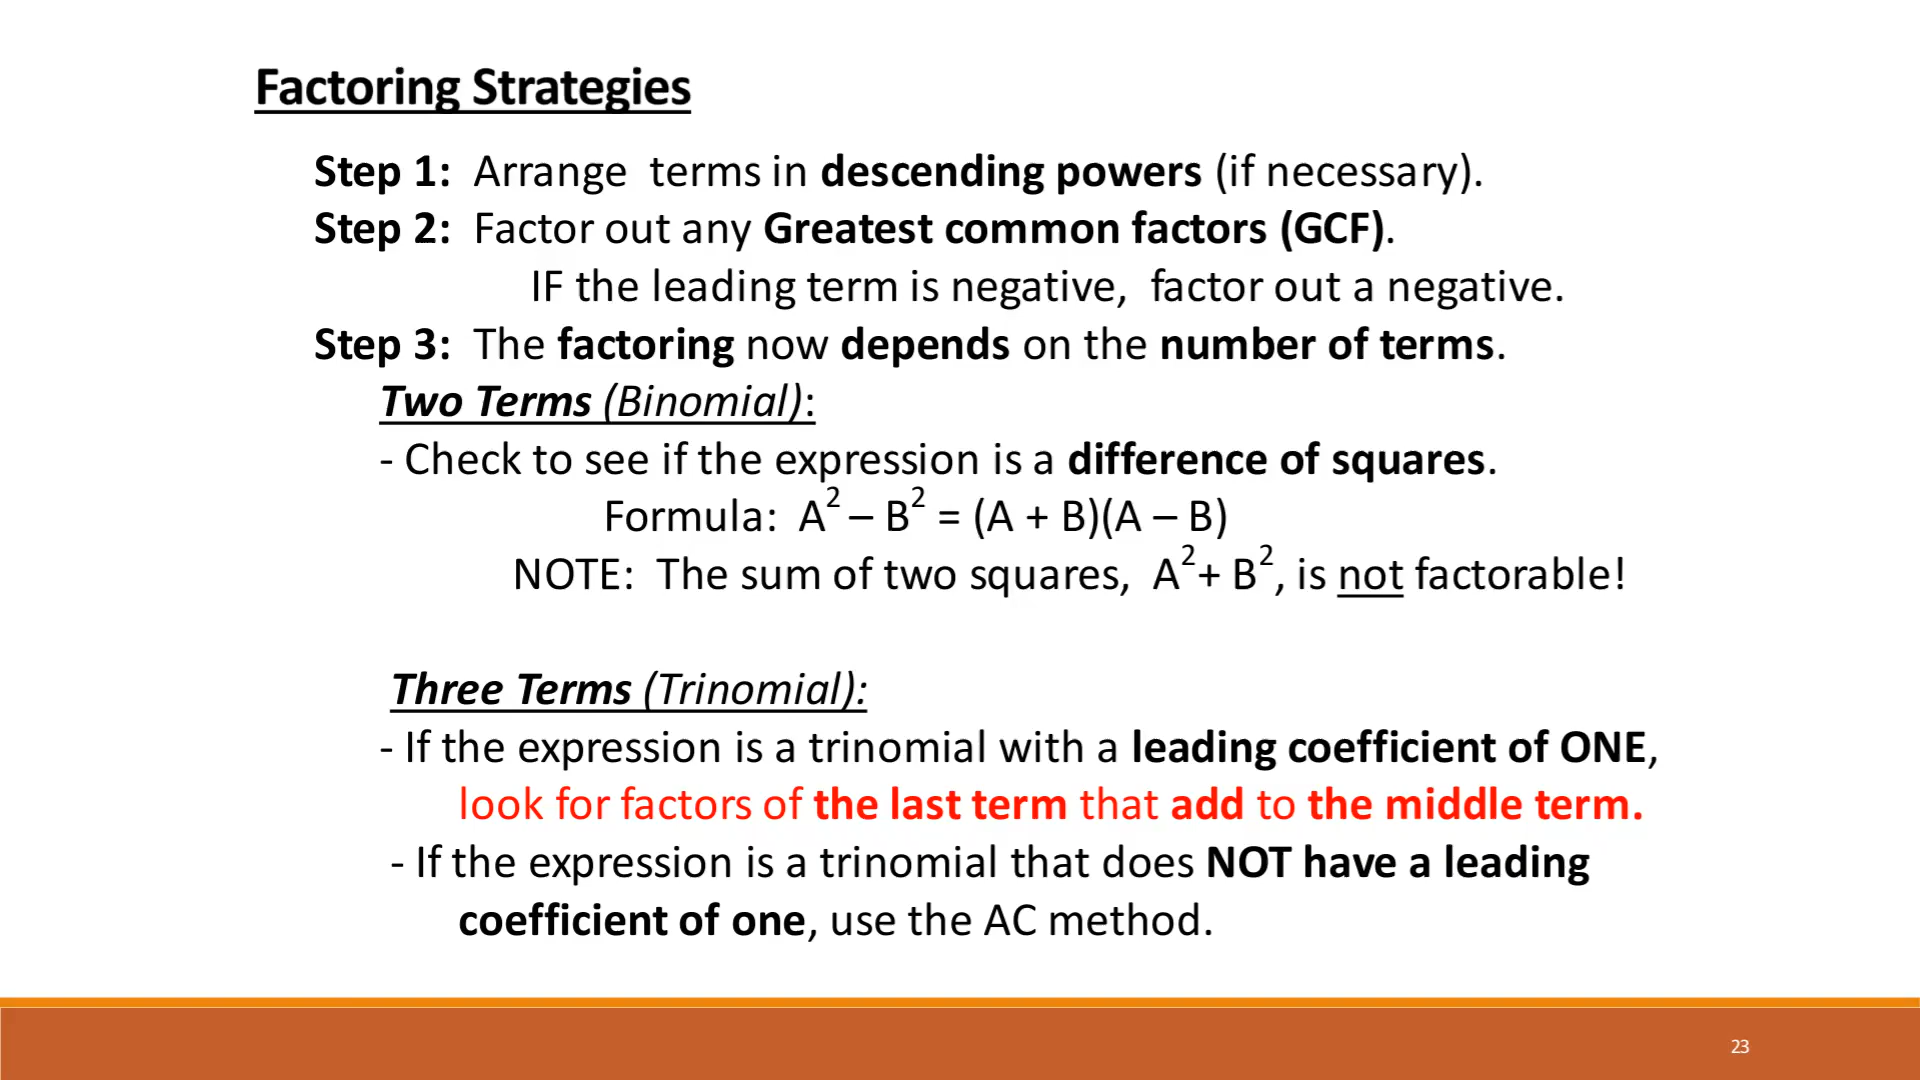 Factoring Strategies
Step 1: Arrange terms in descending powers (if necessary).
Step 2: Factor out any Greatest common factors (GCF).
IF the leading term is negative, factor out a negative.
Step 3: The factoring now depends on the number of terms.
Two Terms (Binomial):
- Check to see if the expression is a difference of squares.
Formula: A² – B² = (A + B)(A – B)
NOTE: The sum of two squares, A²+ B², is not factorable!
Three Terms (Trinomial):
- If the expression is a trinomial with a leading coefficient of ONE,
look for factors of the last term that add to the middle term.
- If the expression is a trinomial that does NOT have a leading
coefficient of one, use the AC method.
23